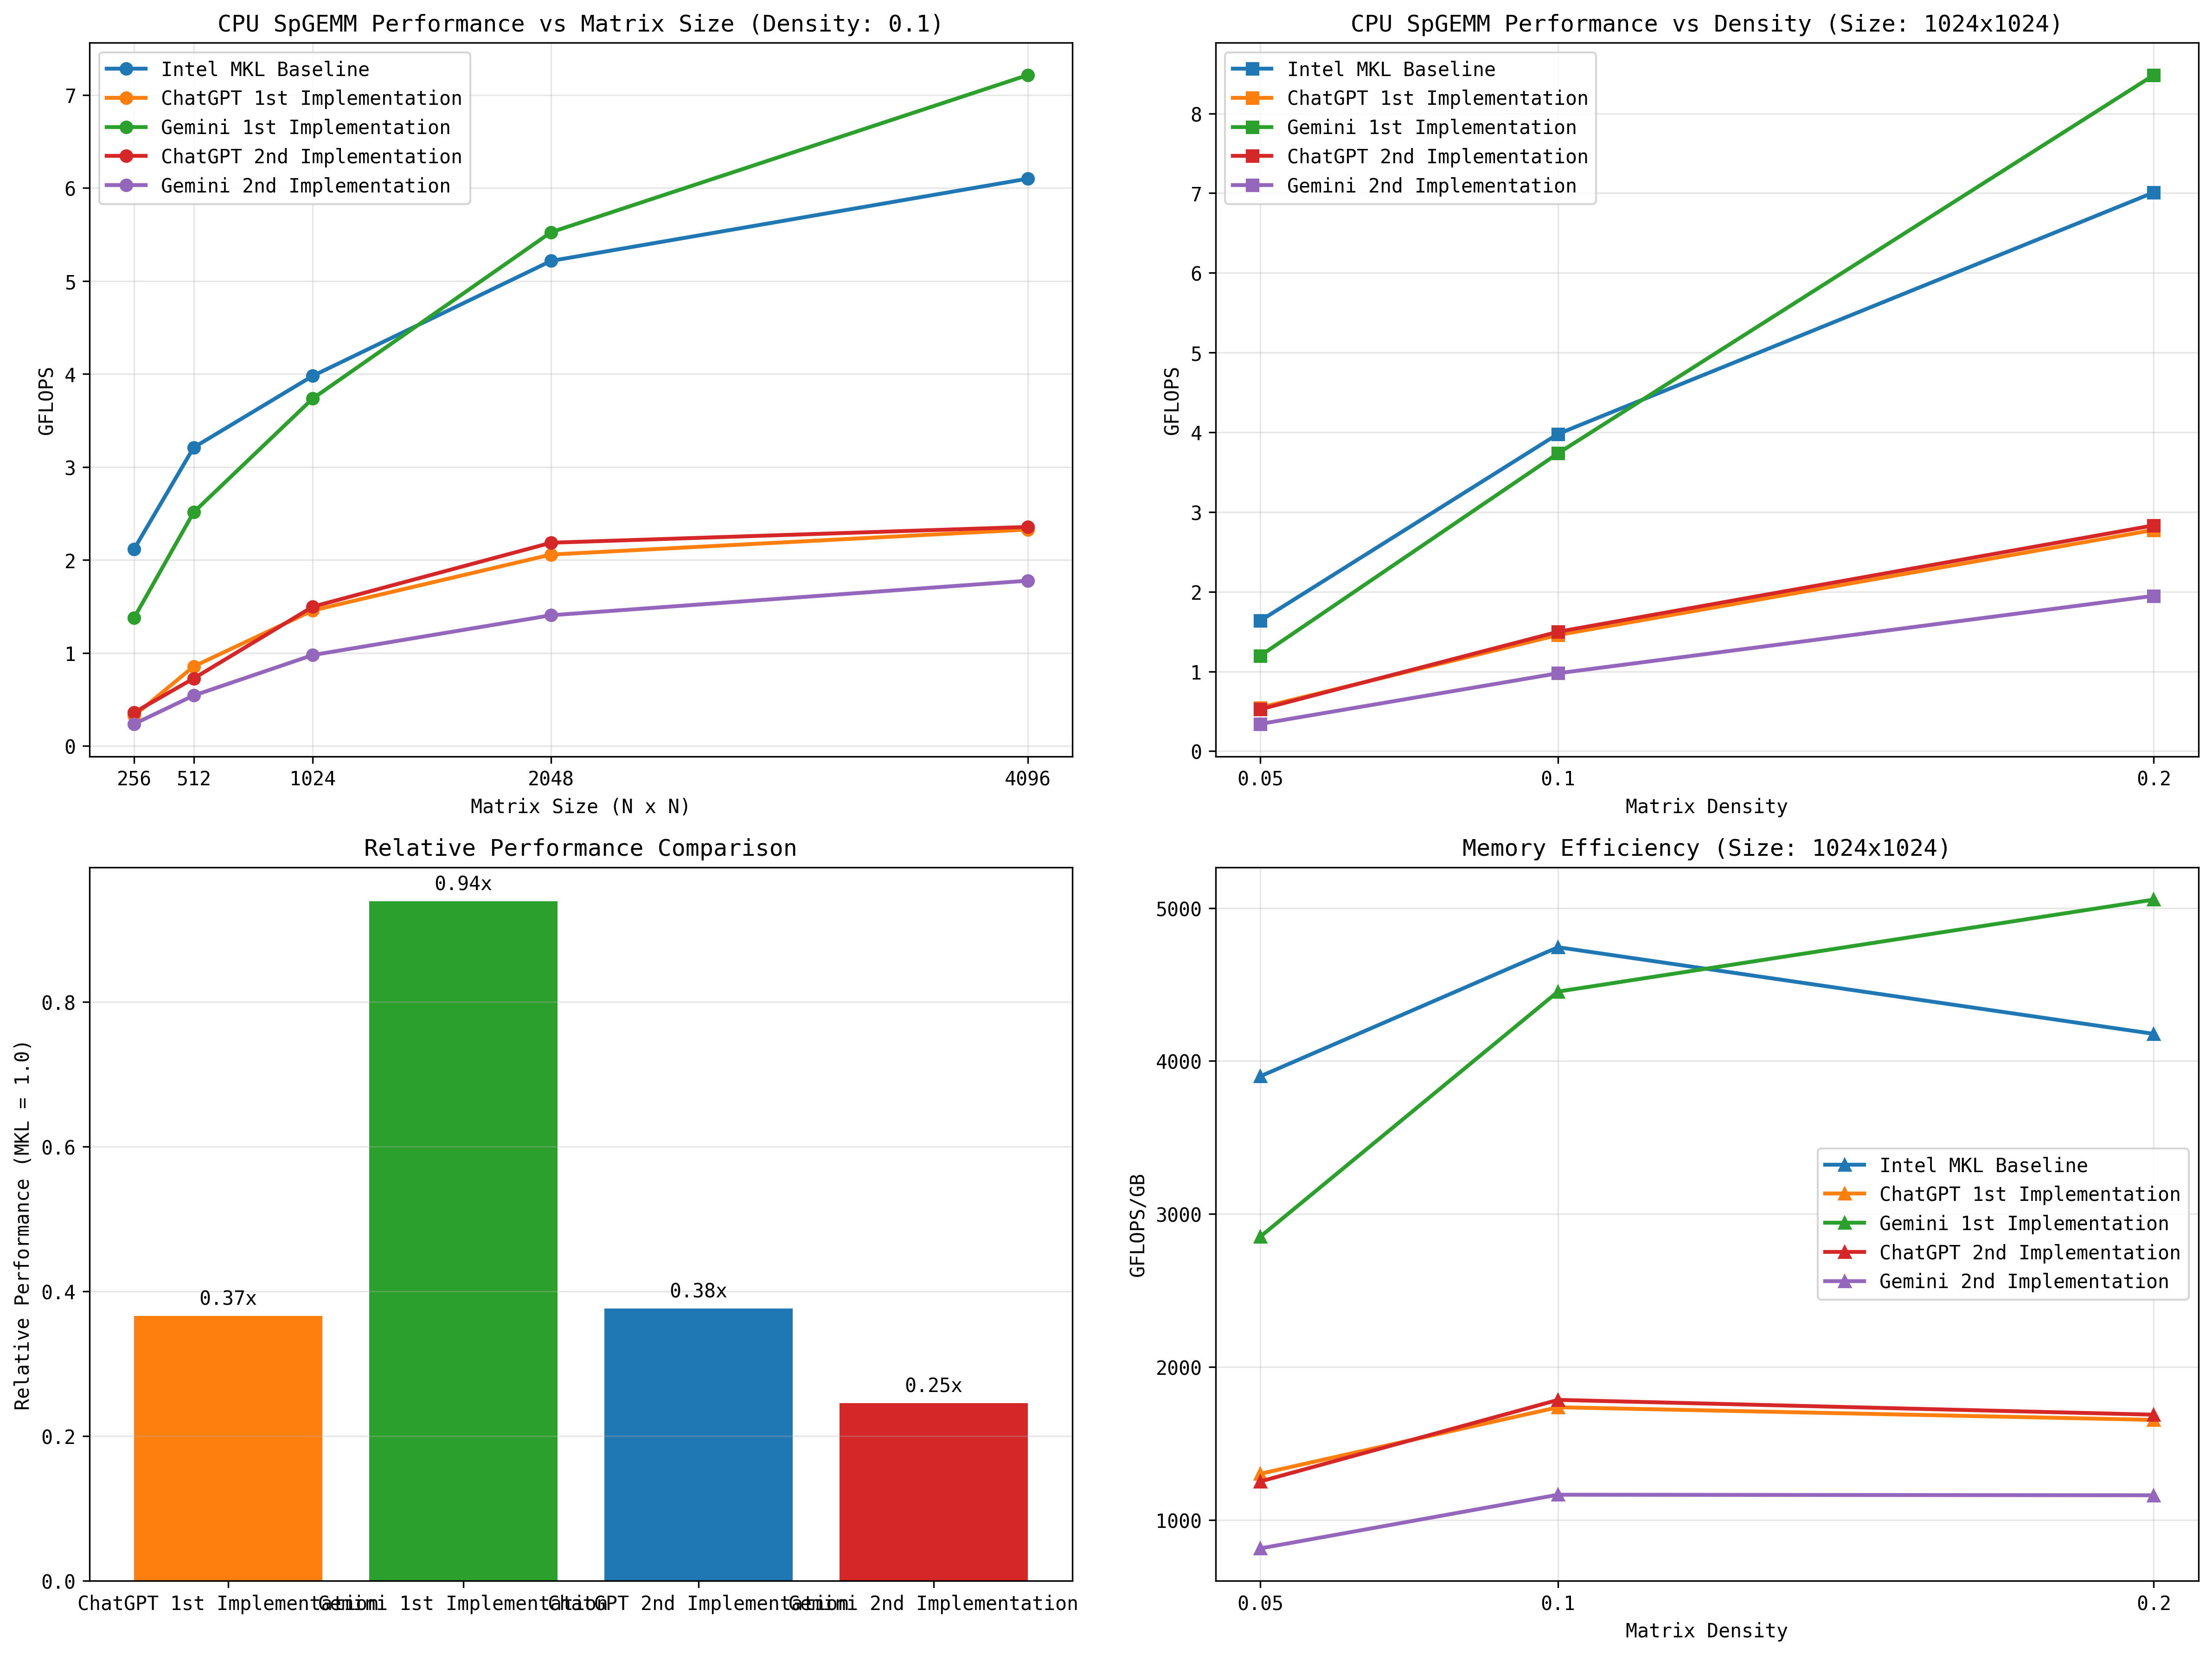 CPU SpGEMM Performance vs Matrix Size (Density: 0.1)
Intel MKL Baseline
ChatGPT 1st Implementation
Gemini 1st Implementation
ChatGPT 2nd Implementation
Gemini 2nd Implementation
GFLOPS
7
6
5
4
3
2
1
0
256 512 1024 2048 4096
Matrix Size (N x N)
CPU SpGEMM Performance vs Density (Size: 1024x1024)
Intel MKL Baseline
ChatGPT 1st Implementation
Gemini 1st Implementation
ChatGPT 2nd Implementation
Gemini 2nd Implementation
GFLOPS
8
7
6
5
4
3
2
1
0
0.05 0.1 0.2
Matrix Density
Relative Performance Comparison
Relative Performance (MKL = 1.0)
0.8
0.6
0.4
0.2
0.0
0.37x
0.94x
0.38x
0.25x
ChatGPT 1st Implementation Gemini 1st Implementation ChatGPT 2nd Implementation Gemini 2nd Implementation
Memory Efficiency (Size: 1024x1024)
GFLOPS/GB
5000
4000
3000
2000
1000
Intel MKL Baseline
ChatGPT 1st Implementation
Gemini 1st Implementation
ChatGPT 2nd Implementation
Gemini 2nd Implementation
0.05 0.1 0.2
Matrix Density